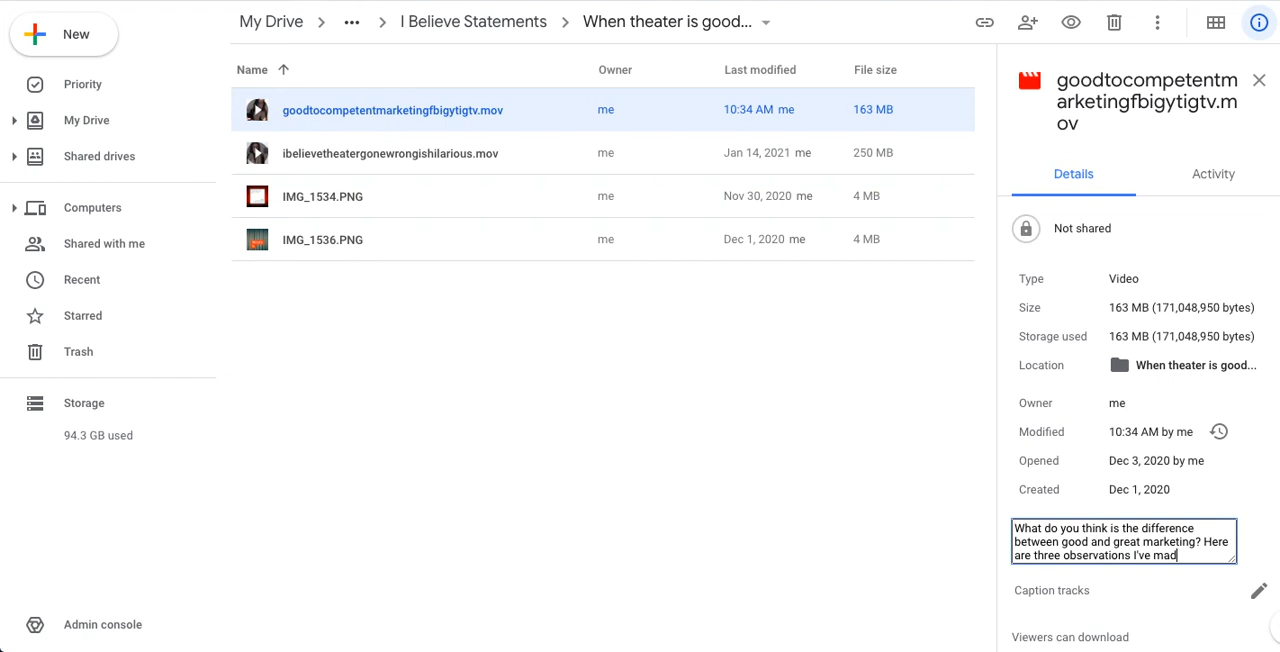 New
Priority
My Drive
Shared drives
Computers
Shared with me
Recent
Starred
Trash
Storage
94.3 GB used
Admin console
My Drive > ••• > I Believe Statements > When theater is good...
Name Owner Last modified File size
goodtocompetentmarketingfbigytigtv.mov me 10:34 AM me 163 MB
ibelievetheatergonewrongishilarious.mov me Jan 14, 2021 me 250 MB
IMG_1534.PNG me Nov 30, 2020 me 4 MB
IMG_1536.PNG me Dec 1, 2020 me 4 MB
goodtocompetentm
arketingfbigytigtv.m
ov
Details Activity
Not shared
Type Video
Size 163 MB (171,048,950 bytes)
Storage used 163 MB (171,048,950 bytes)
Location When theater is good...
Owner me
Modified 10:34 AM by me
Opened Dec 3, 2020 by me
Created Dec 1, 2020
What do you think is the difference
between good and great marketing? Here
are three observations I've mad
Caption tracks
Viewers can download